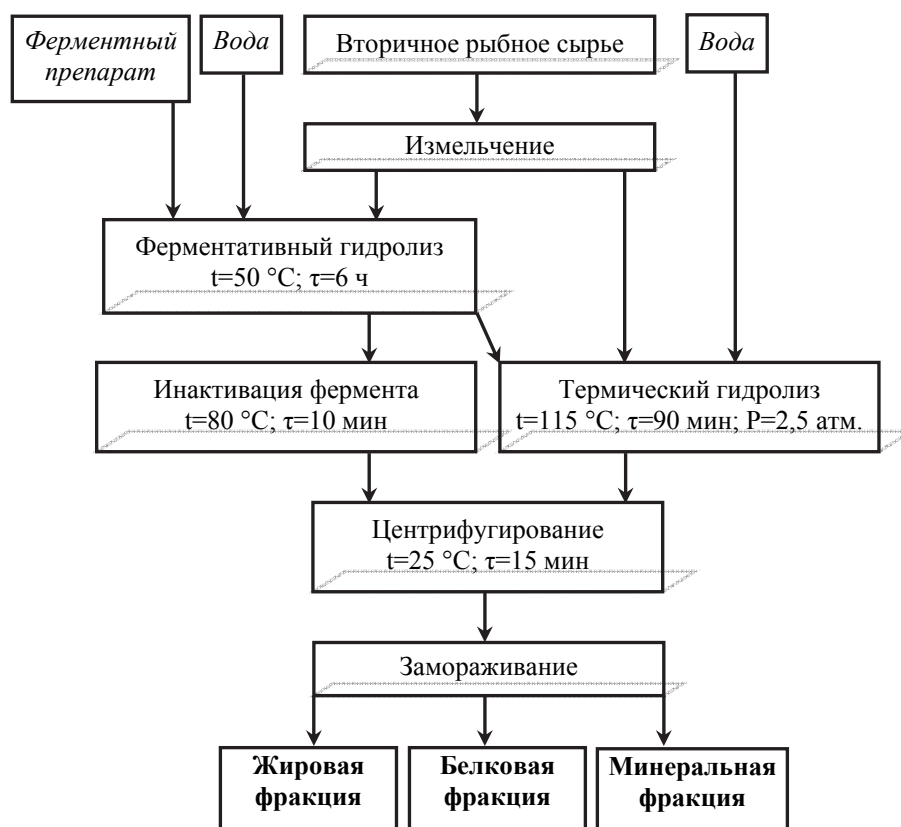 Ферментный
препарат
Вода
Вторичное рыбное сырье
Вода
Измельчение
Ферментативный гидролиз
t=50 °C; τ=6 ч
Инактивация фермента
t=80 °C; τ=10 мин
Термический гидролиз
t=115 °C; τ=90 мин; P=2,5 атм.
Центрифугирование
t=25 °C; τ=15 мин
Замораживание
Жировая
фракция
Белковая
фракция
Минеральная
фракция